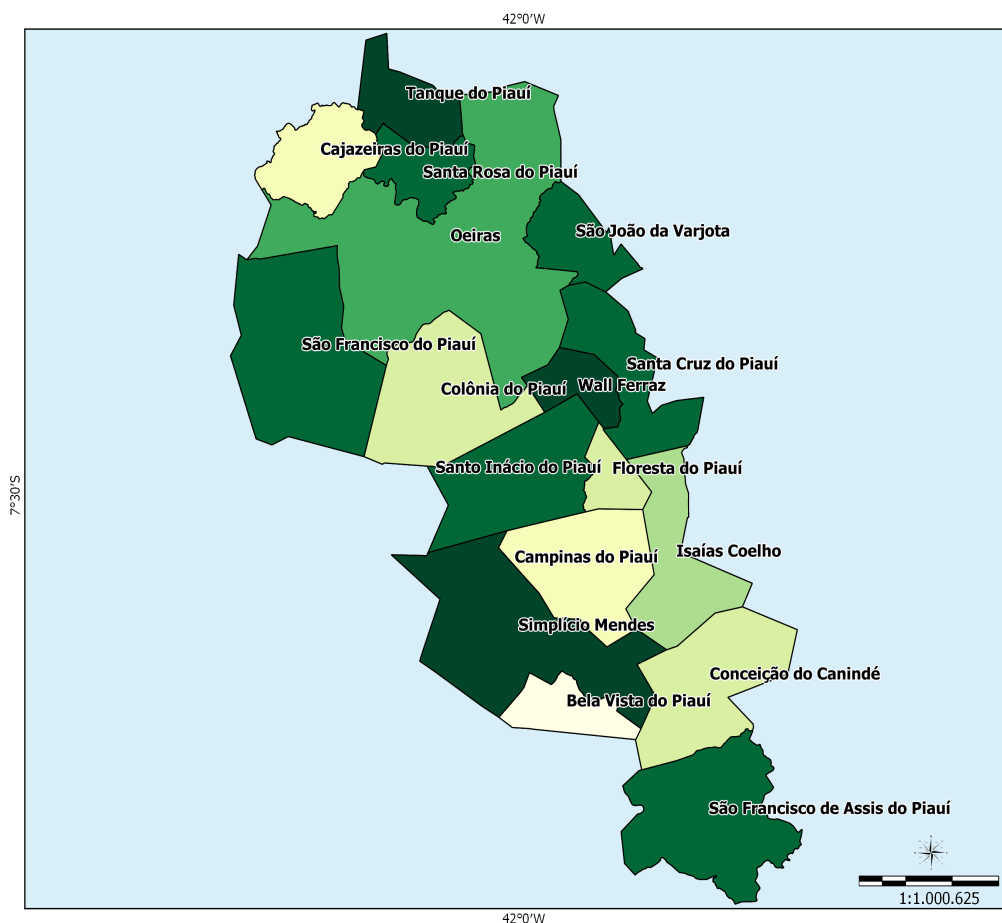 42°0'W
Tanque do Piauí
Cajazeiras do Piauí
Santa Rosa do Piauí
São João da Varjota
Oeiras
São Francisco do Piauí
Santa Cruz do Piauí
Colônia do Piauí
Wall Ferraz
Santo Inácio do Piauí
Floresta do Piauí
7°30'S
Isaías Coelho
Campinas do Piauí
Simplício Mendes
Conceição do Canindé
Bela Vista do Piauí
São Francisco de Assis do Piauí
1:1.000.625
42°0'W